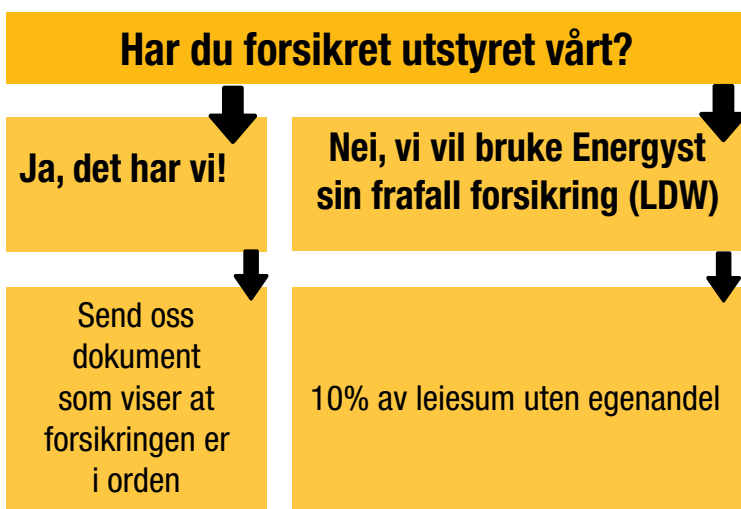 Har du forsikret utstyret vårt?
Ja, det har vi!
Nei, vi vil bruke Energyst
sin frafall forsikring (LDW)
Send oss
dokument
som viser at
forsikringen er
i orden
10% av leiesum uten egenandel